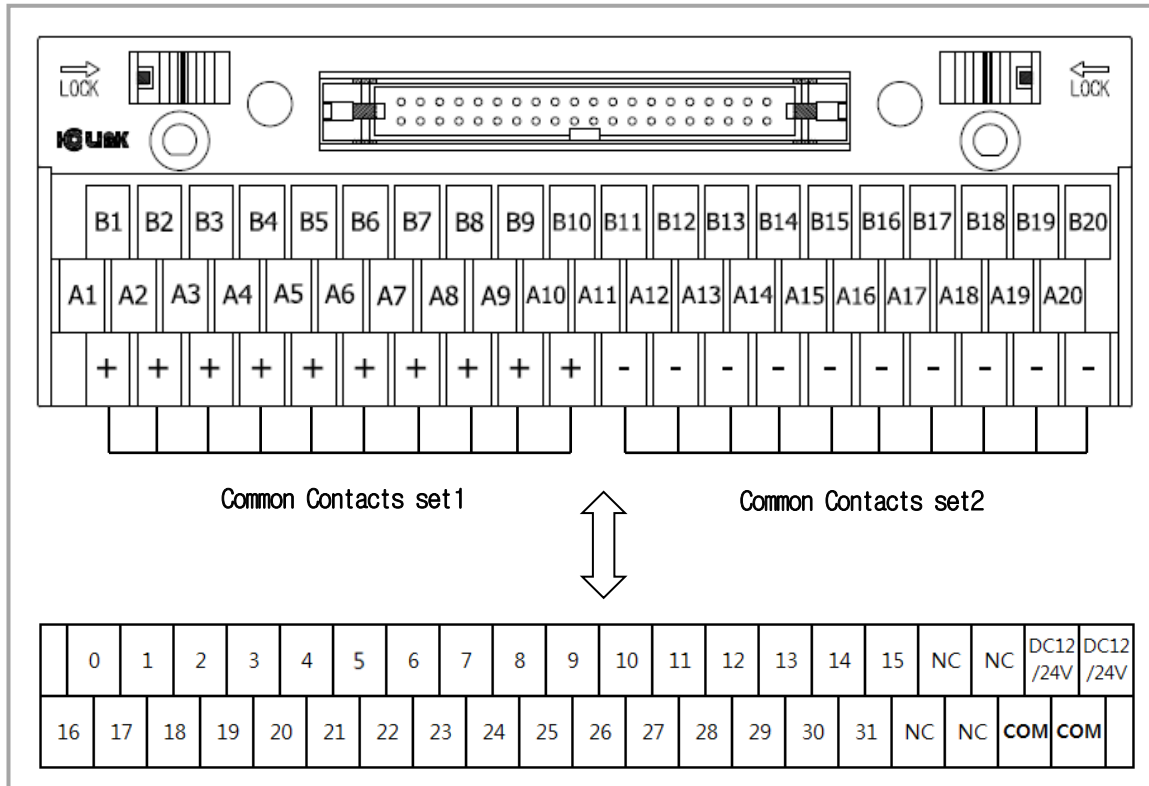 LOCK LOCK
IO LINK
B1 B2 B3 B4 B5 B6 B7 B8 B9 B10 B11 B12 B13 B14 B15 B16 B17 B18 B19 B20
A1 A2 A3 A4 A5 A6 A7 A8 A9 A10 A11 A12 A13 A14 A15 A16 A17 A18 A19 A20
+ + + + + + + + + + - - - - - - - - - -
Common Contacts set1 Common Contacts set2
0 1 2 3 4 5 6 7 8 9 10 11 12 13 14 15 NC NC DC12 /24V DC12 /24V
16 17 18 19 20 21 22 23 24 25 26 27 28 29 30 31 NC NC COM COM